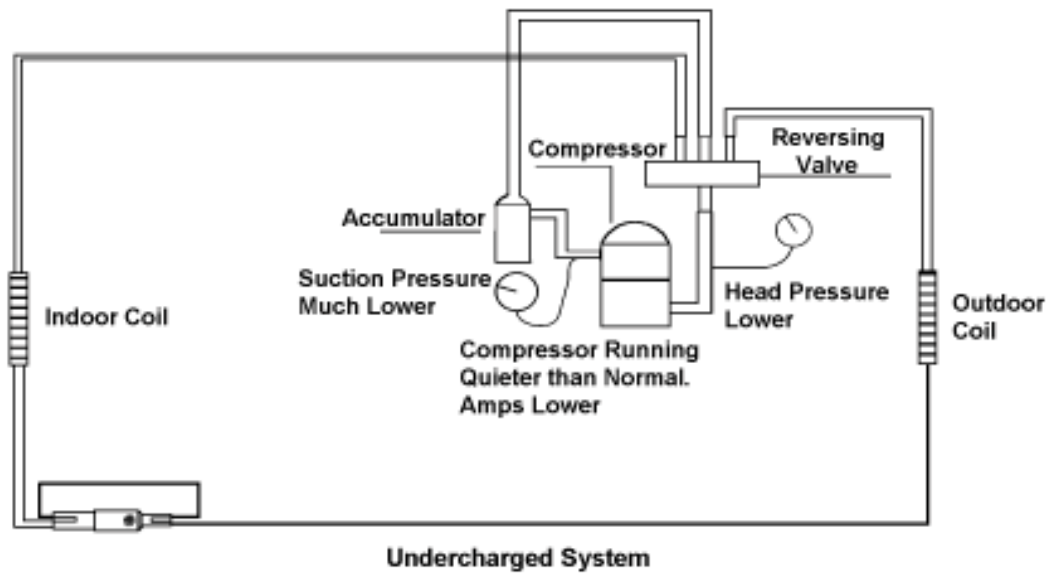 Reversing
Valve
Compressor
Accumulator
Suction Pressure
Much Lower
Head Pressure
Lower
Indoor Coil
Outdoor
Coil
Compressor Running
Quieter than Normal.
Amps Lower
Undercharged System